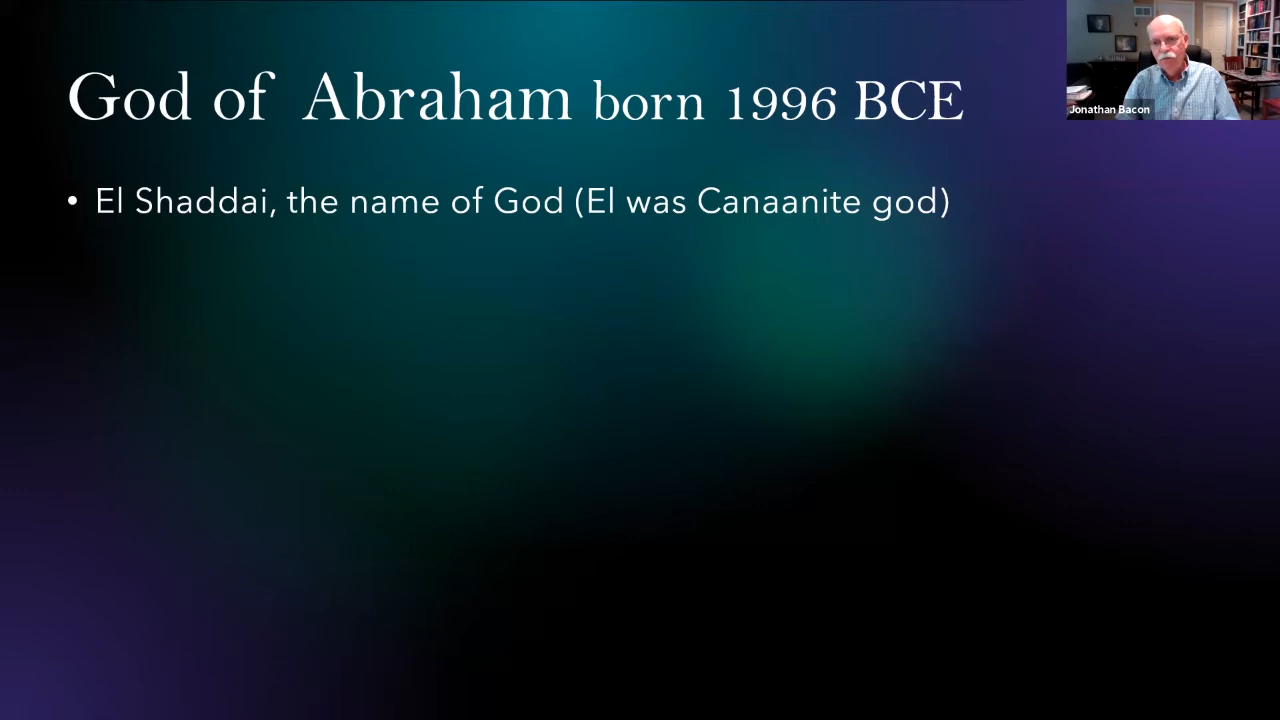 God of Abraham born 1996 BCE
• El Shaddai, the name of God (El was Canaanite god)
Jonathan Bacon